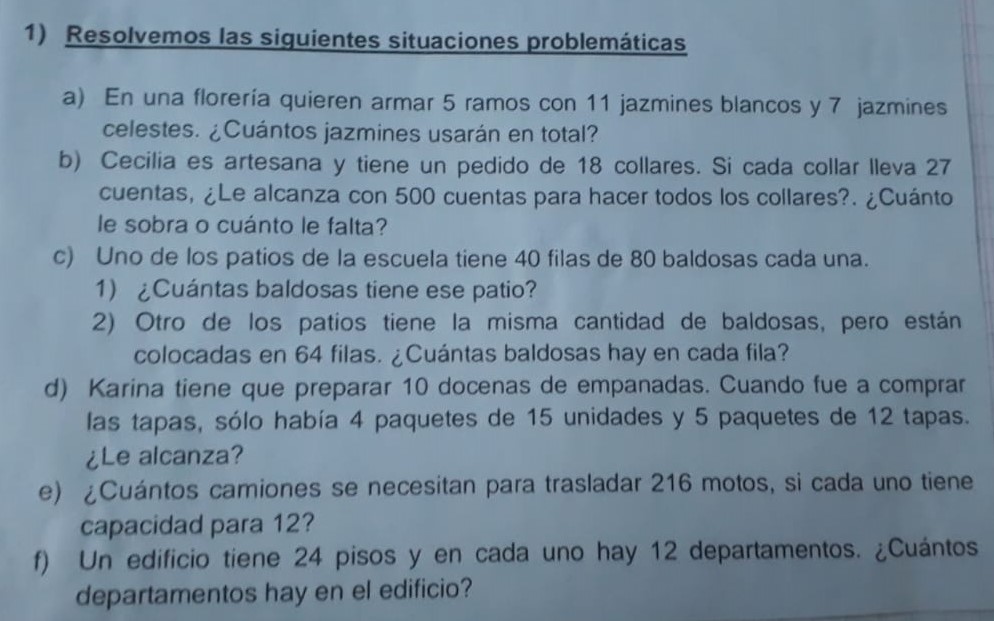 1) Resolvemos las siguientes situaciones problemáticas
a) En una florería quieren armar 5 ramos con 11 jazmines blancos y 7 jazmines
celestes. ¿Cuántos jazmines usarán en total?
b) Cecilia es artesana y tiene un pedido de 18 collares. Si cada collar lleva 27
cuentas, ¿Le alcanza con 500 cuentas para hacer todos los collares?. ¿Cuánto
le sobra o cuánto le falta?
c) Uno de los patios de la escuela tiene 40 filas de 80 baldosas cada una.
1) ¿Cuántas baldosas tiene ese patio?
2) Otro de los patios tiene la misma cantidad de baldosas, pero están
colocadas en 64 filas. ¿Cuántas baldosas hay en cada fila?
d) Karina tiene que preparar 10 docenas de empanadas. Cuando fue a comprar
las tapas, sólo había 4 paquetes de 15 unidades y 5 paquetes de 12 tapas.
¿Le alcanza?
e) ¿Cuántos camiones se necesitan para trasladar 216 motos, si cada uno tiene
capacidad para 12?
f) Un edificio tiene 24 pisos y en cada uno hay 12 departamentos. ¿Cuántos
departamentos hay en el edificio?